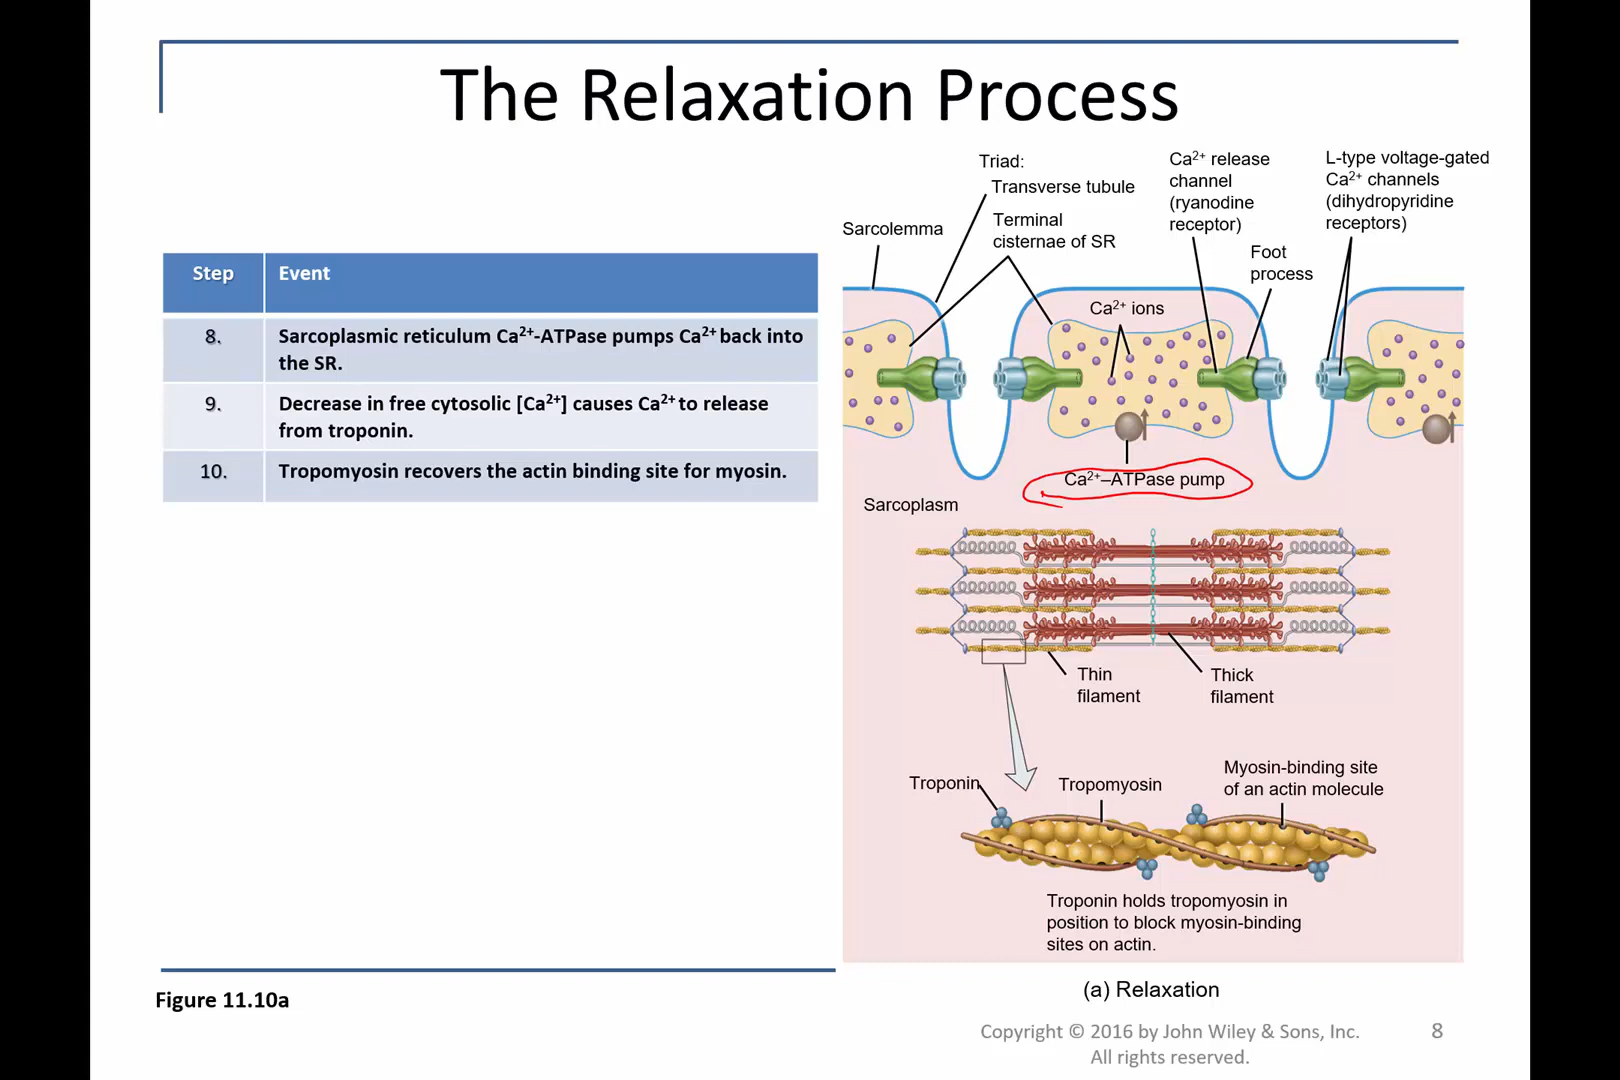 The Relaxation Process
Step Event
8. Sarcoplasmic reticulum Ca²⁺-ATPase pumps Ca²⁺ back into
the SR.
9. Decrease in free cytosolic [Ca²⁺] causes Ca²⁺ to release
from troponin.
10. Tropomyosin recovers the actin binding site for myosin.
Triad:
Transverse tubule
Terminal
cisternae of SR
Sarcolemma
Ca²⁺ release
channel
(ryanodine
receptor)
L-type voltage-gated
Ca²⁺ channels
(dihydropyridine
receptors)
Foot
process
Ca²⁺ ions
Ca²⁺–ATPase pump
Sarcoplasm
Thin
filament
Thick
filament
Troponin
Tropomyosin
Myosin-binding site
of an actin molecule
Troponin holds tropomyosin in
position to block myosin-binding
sites on actin.
(a) Relaxation
Figure 11.10a
Copyright © 2016 by John Wiley & Sons, Inc.
All rights reserved.
8